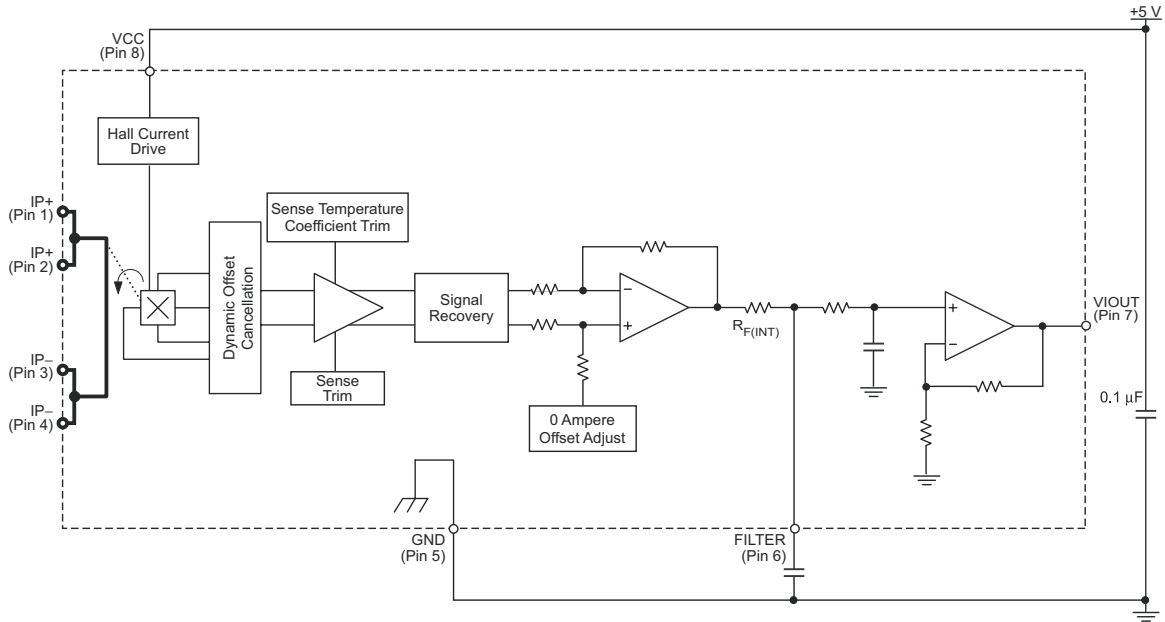 +5 V
VCC
(Pin 8)
Hall Current
Drive
IP+
(Pin 1)
IP+
(Pin 2)
IP–
(Pin 3)
IP–
(Pin 4)
Dynamic Offset
Cancellation
Sense Temperature
Coefficient Trim
Sense
Trim
Signal
Recovery
0 Ampere
Offset Adjust
–
+
RF(INT)
+
–
VIOUT
(Pin 7)
0.1 μF
GND
(Pin 5)
FILTER
(Pin 6)